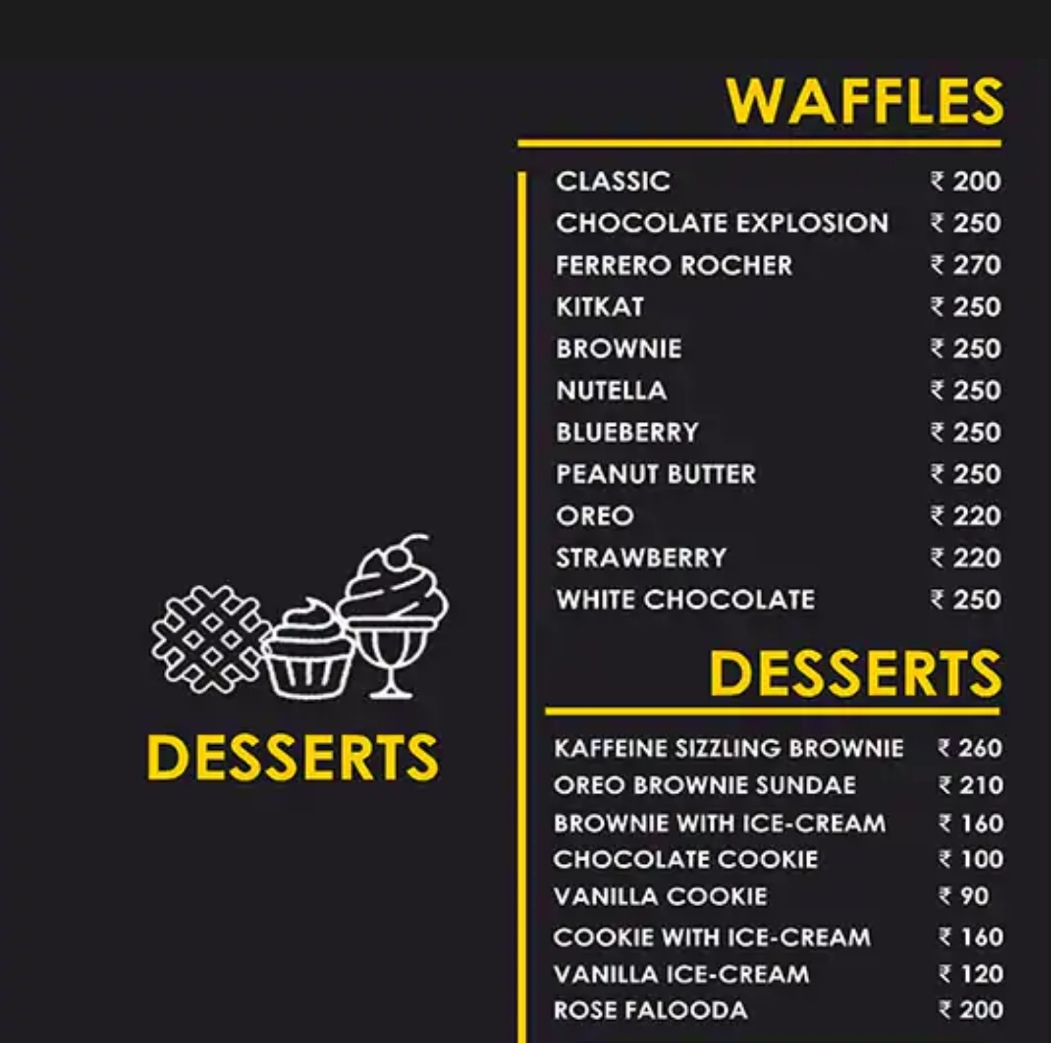 WAFFLES
CLASSIC ₹ 200
CHOCOLATE EXPLOSION ₹ 250
FERRERO ROCHER ₹ 270
KITKAT ₹ 250
BROWNIE ₹ 250
NUTELLA ₹ 250
BLUEBERRY ₹ 250
PEANUT BUTTER ₹ 250
OREO ₹ 220
STRAWBERRY ₹ 220
WHITE CHOCOLATE ₹ 250
DESSERTS
DESSERTS
KAFFEINE SIZZLING BROWNIE ₹ 260
OREO BROWNIE SUNDAE ₹ 210
BROWNIE WITH ICE-CREAM ₹ 160
CHOCOLATE COOKIE ₹ 100
VANILLA COOKIE ₹ 90
COOKIE WITH ICE-CREAM ₹ 160
VANILLA ICE-CREAM ₹ 120
ROSE FALOODA ₹ 200